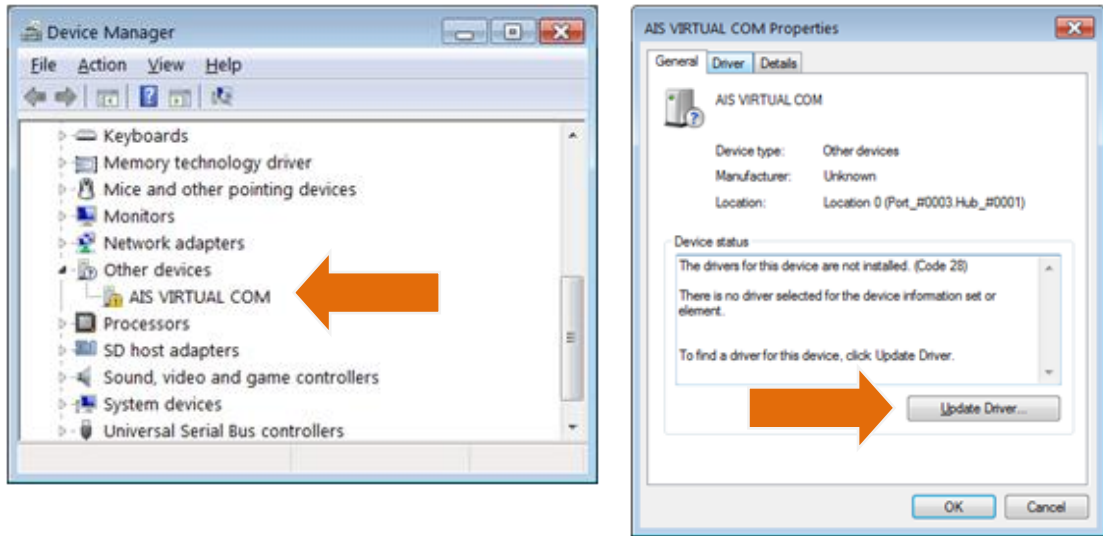 Device Manager
File Action View Help
Keyboards
Memory technology driver
Mice and other pointing devices
Monitors
Network adapters
Other devices
AIS VIRTUAL COM
Processors
SD host adapters
Sound, video and game controllers
System devices
Universal Serial Bus controllers
AIS VIRTUAL COM Properties
General Driver Details
AIS VIRTUAL COM
Device type: Other devices
Manufacturer: Unknown
Location: Location 0 (Port_#0003.Hub_#0001)
Device status
The drivers for this device are not installed. (Code 28)
There is no driver selected for the device information set or
element.
To find a driver for this device, click Update Driver.
Update Driver...
OK Cancel